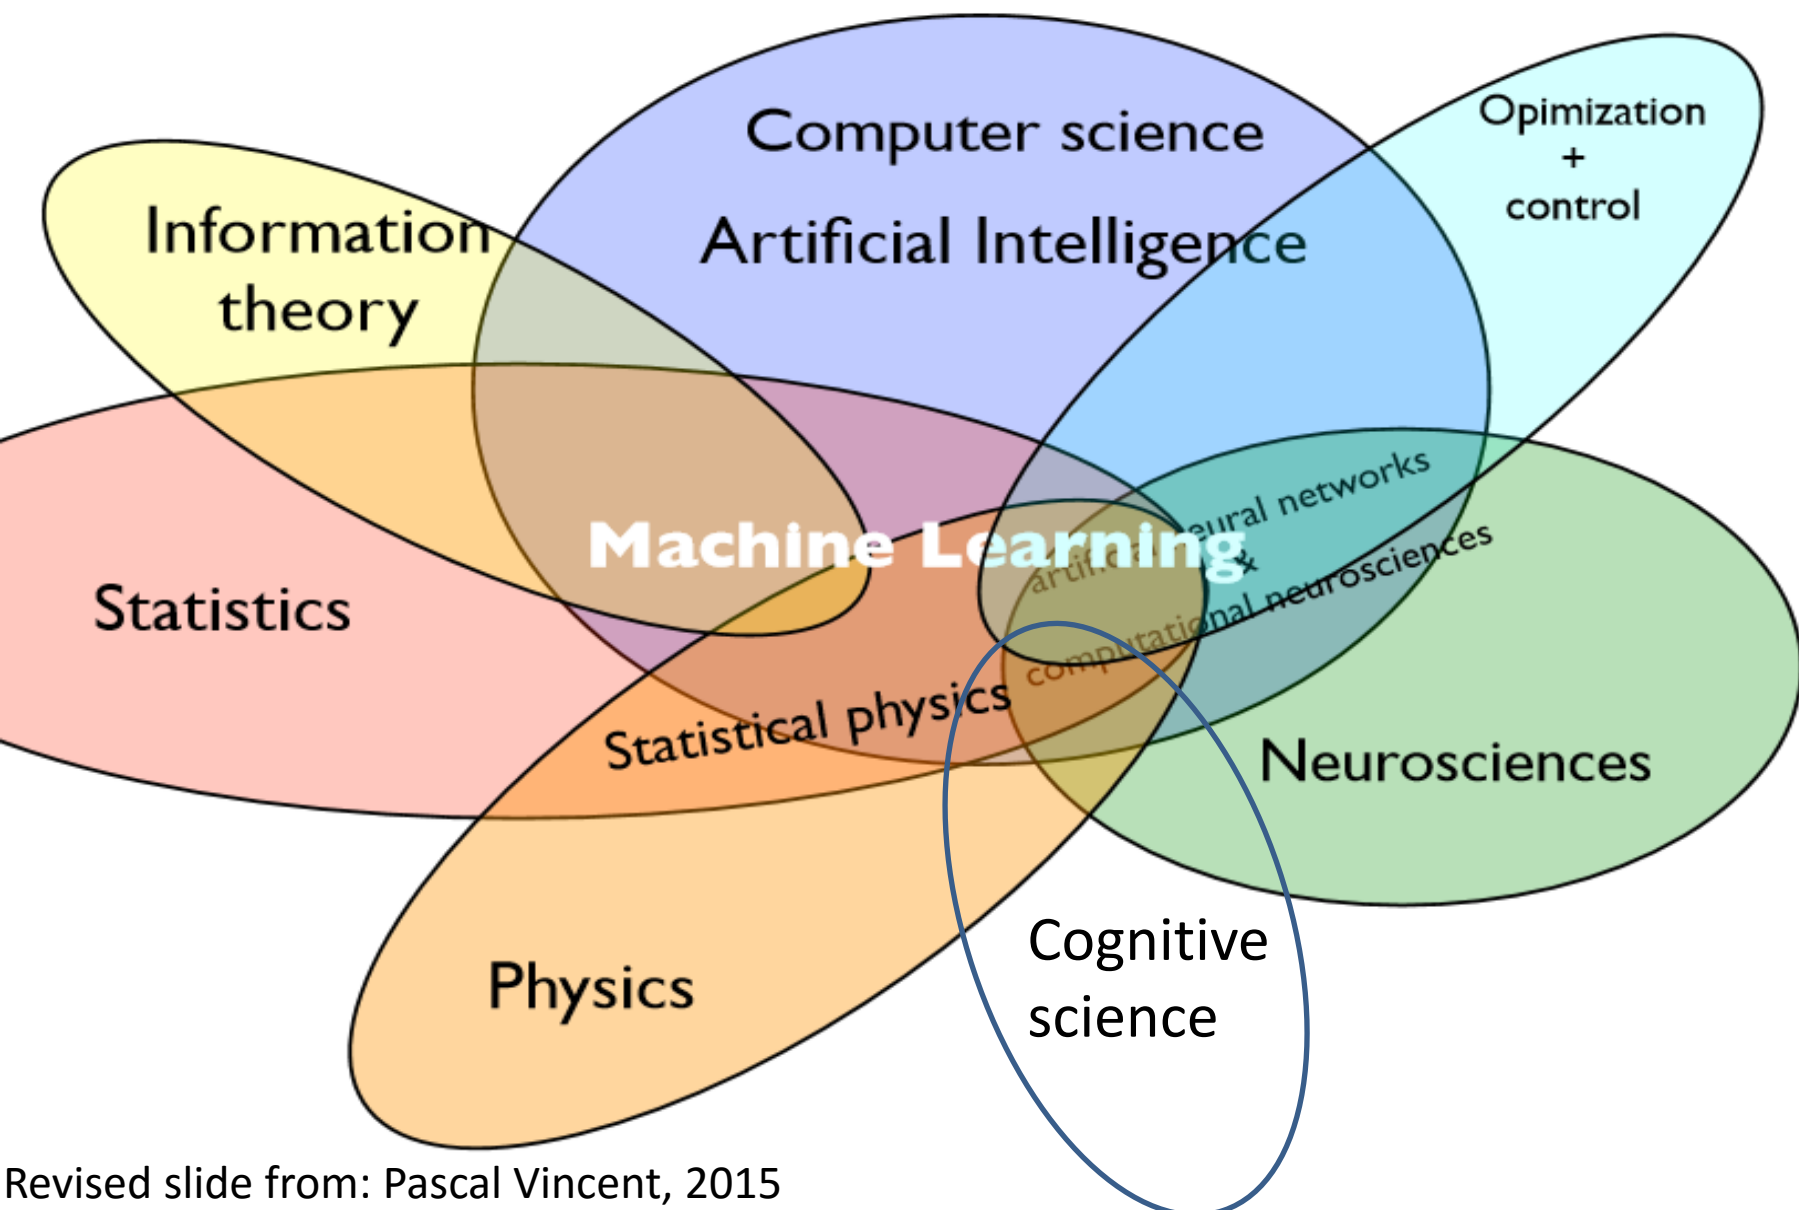 Computer science
Artificial Intelligence
Opimization
+
control
Information
theory
Machine Learning
artificial neural networks
&
computational neurosciences
Statistics
Statistical physics
Neurosciences
Physics
Cognitive
science
Revised slide from: Pascal Vincent, 2015